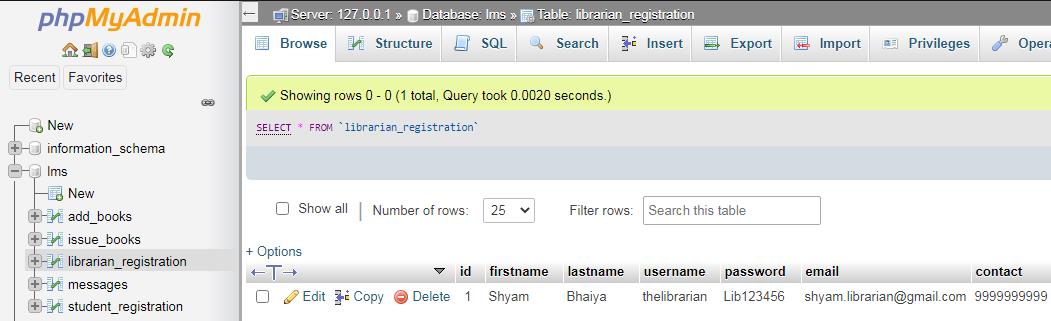 phpMyAdmin
Recent Favorites
New
information_schema
lms
New
add_books
issue_books
librarian_registration
messages
student_registration
Server: 127.0.0.1 » Database: lms » Table: librarian_registration
Browse Structure SQL Search Insert Export Import Privileges Opera
Showing rows 0 - 0 (1 total, Query took 0.0020 seconds.)
SELECT * FROM `librarian_registration`
Show all Number of rows: 25 Filter rows: Search this table
+ Options
←T→ id firstname lastname username password email contact
Edit Copy Delete 1 Shyam Bhaiya thelibrarian Lib123456 shyam.librarian@gmail.com 9999999999